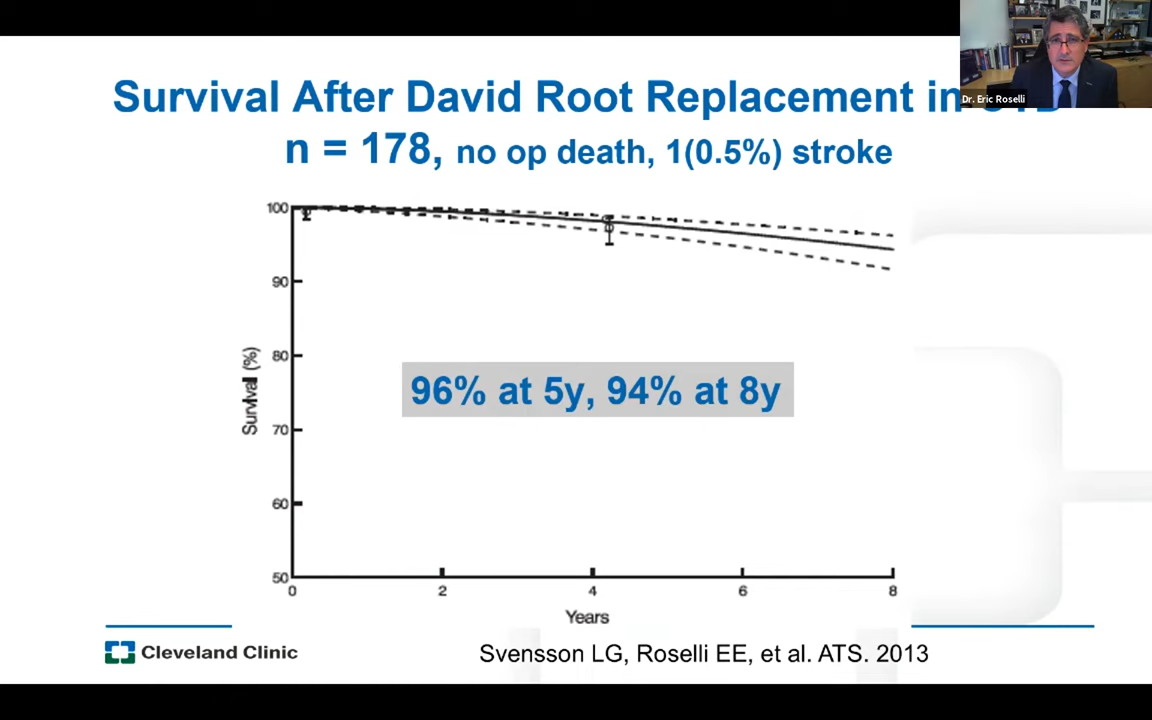 Survival After David Root Replacement in
n = 178, no op death, 1(0.5%) stroke
Dr. Eric Roselli
100
90
80
70
60
50
Survival (%)
96% at 5y, 94% at 8y
0 2 4 6 8
Years
Cleveland Clinic
Svensson LG, Roselli EE, et al. ATS. 2013